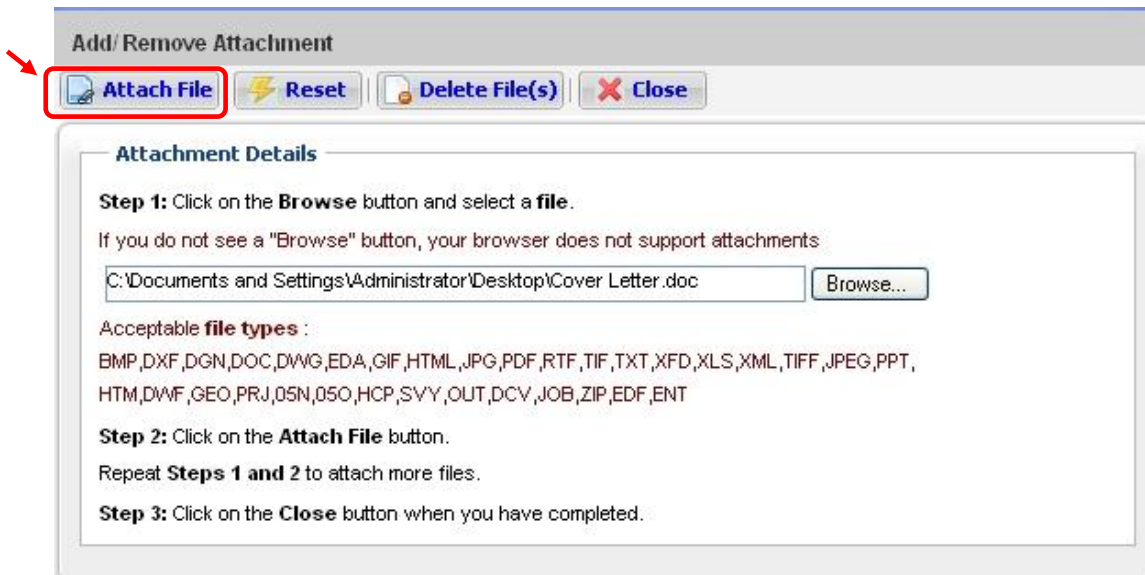 Add/ Remove Attachment
Attach File Reset Delete File(s) Close
Attachment Details
Step 1: Click on the Browse button and select a file.
If you do not see a "Browse" button, your browser does not support attachments
C:\Documents and Settings\Administrator\Desktop\Cover Letter.doc Browse...
Acceptable file types :
BMP,DXF,DGN,DOC,DWG,EDA,GIF,HTML,JPG,PDF,RTF,TIF,TXT,XFD,XLS,XML,TIFF,JPEG,PPT,
HTM,DWF,GEO,PRJ,05N,05O,HCP,SVY,OUT,DCV,JOB,ZIP,EDF,ENT
Step 2: Click on the Attach File button.
Repeat Steps 1 and 2 to attach more files.
Step 3: Click on the Close button when you have completed.